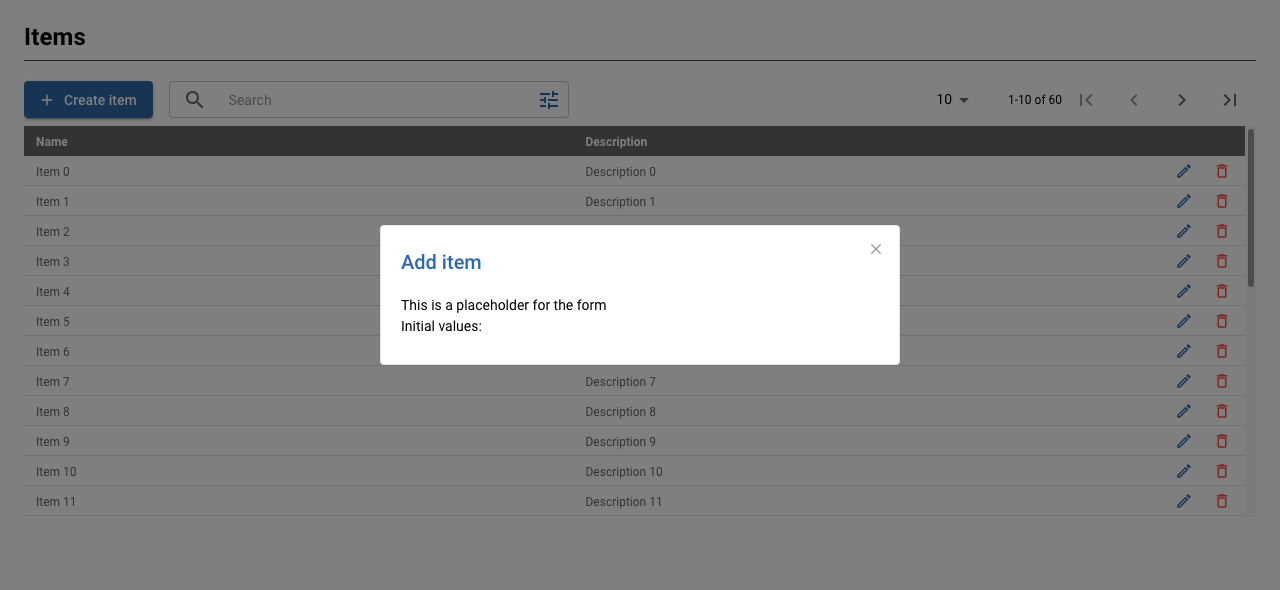 Items
Create item
Search
10
1-10 of 60
Name Description
Item 0 Description 0
Item 1 Description 1
Item 2
Item 3
Item 4
Item 5
Item 6
Item 7 Description 7
Item 8 Description 8
Item 9 Description 9
Item 10 Description 10
Item 11 Description 11
Add item
This is a placeholder for the form
Initial values: